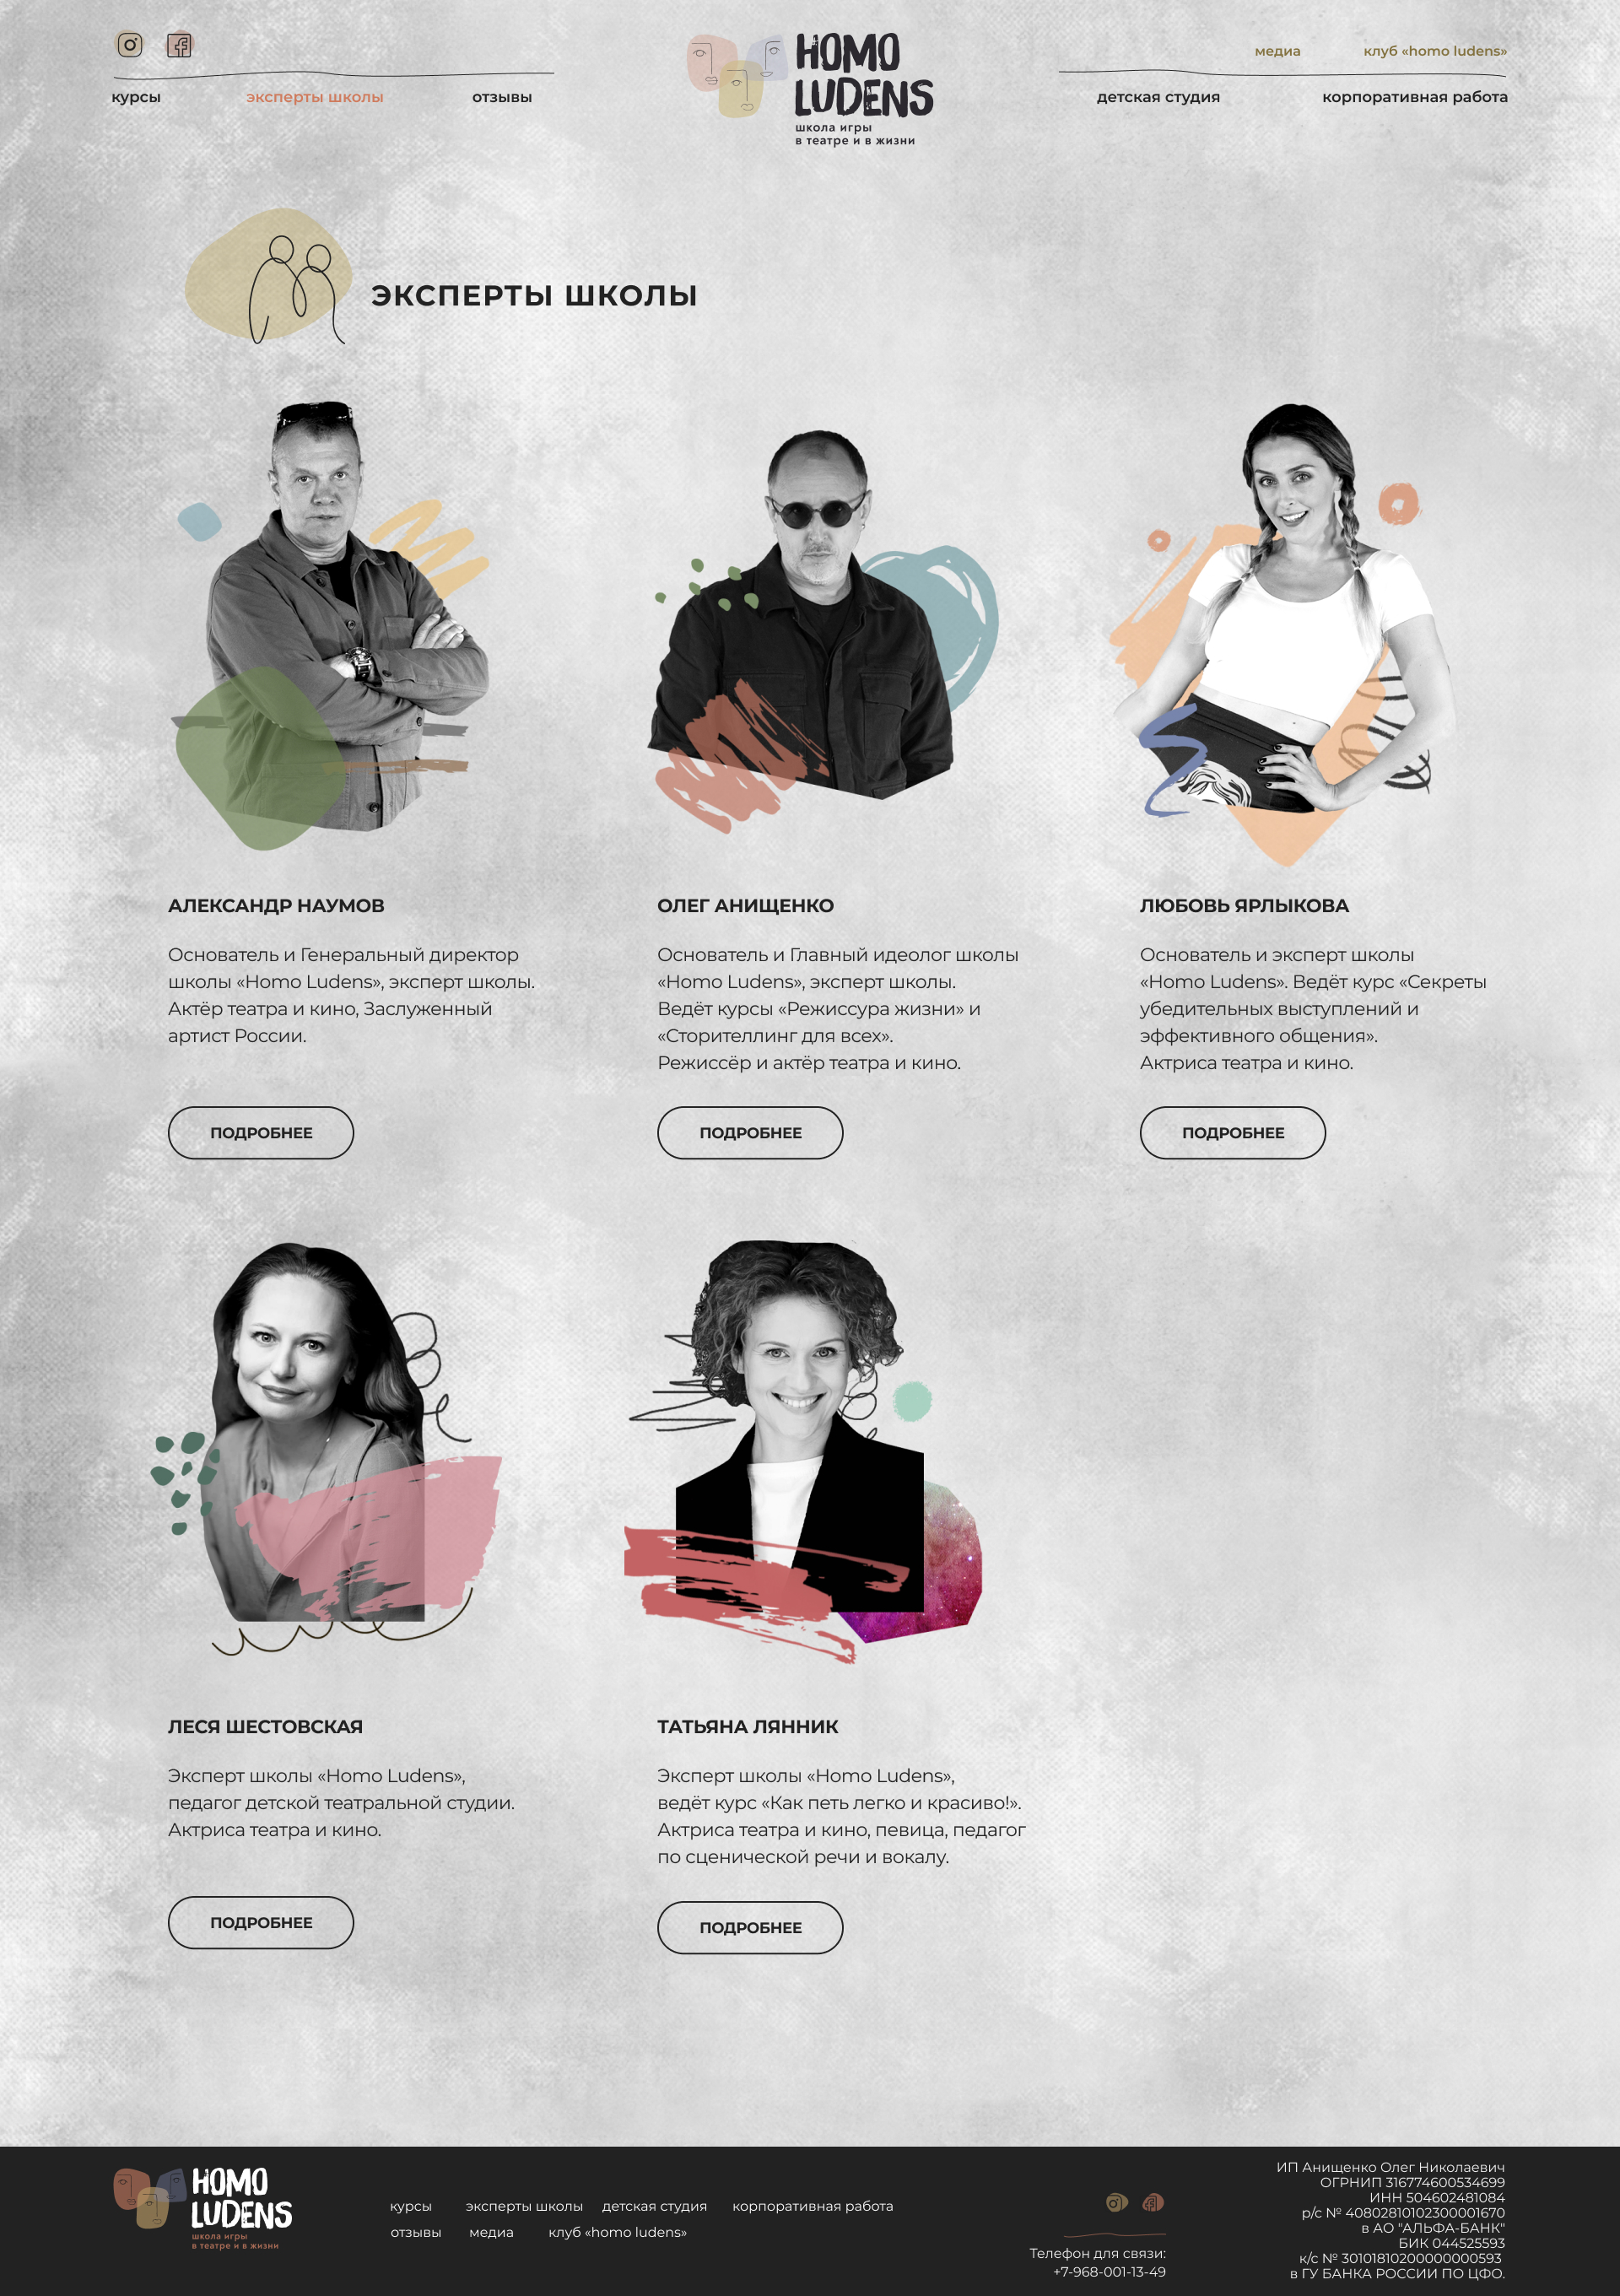 медиа
клуб «homo ludens»
курсы
эксперты школы
отзывы
HOMO
LUDENS
школа игры
в театре и в жизни
детская студия
корпоративная работа
ЭКСПЕРТЫ ШКОЛЫ
АЛЕКСАНДР НАУМОВ
Основатель и Генеральный директор
школы «Homo Ludens», эксперт школы.
Актёр театра и кино, Заслуженный
артист России.
ПОДРОБНЕЕ
ОЛЕГ АНИЩЕНКО
Основатель и Главный идеолог школы
«Homo Ludens», эксперт школы.
Ведёт курсы «Режиссура жизни» и
«Сторителлинг для всех».
Режиссёр и актёр театра и кино.
ПОДРОБНЕЕ
ЛЮБОВЬ ЯРЛЫКОВА
Основатель и эксперт школы
«Homo Ludens». Ведёт курс «Секреты
убедительных выступлений и
эффективного общения».
Актриса театра и кино.
ПОДРОБНЕЕ
ЛЕСЯ ШЕСТОВСКАЯ
Эксперт школы «Homo Ludens»,
педагог детской театральной студии.
Актриса театра и кино.
ПОДРОБНЕЕ
ТАТЬЯНА ЛЯННИК
Эксперт школы «Homo Ludens»,
ведёт курс «Как петь легко и красиво!».
Актриса театра и кино, певица, педагог
по сценической речи и вокалу.
ПОДРОБНЕЕ
HOMO
LUDENS
школа игры
в театре и в жизни
курсы
эксперты школы
детская студия
корпоративная работа
отзывы
медиа
клуб «homo ludens»
Телефон для связи:
+7-968-001-13-49
ИП Анищенко Олег Николаевич
ОГРНИП 316774600534699
ИНН 504602481084
р/с № 40802810102300001670
в АО "АЛЬФА-БАНК"
БИК 044525593
к/с № 30101810200000000593
в ГУ БАНКА РОССИИ ПО ЦФО.